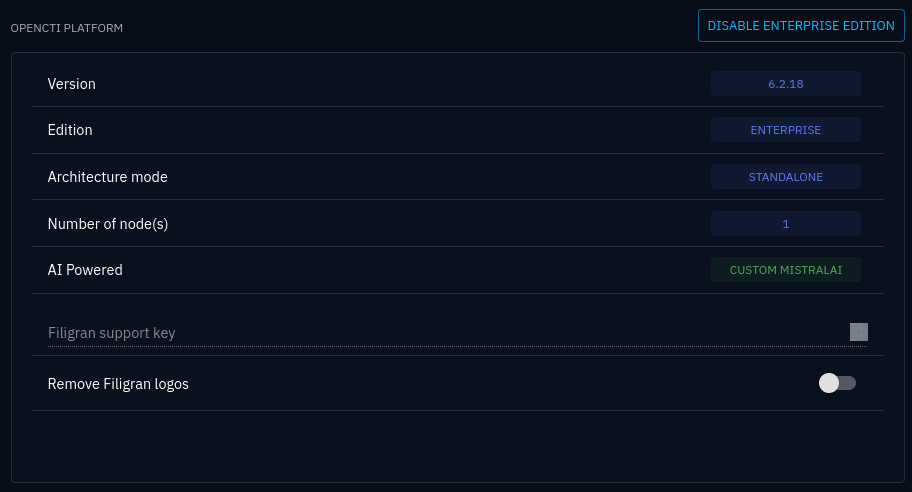 OPENCTI PLATFORM
DISABLE ENTERPRISE EDITION
Version 6.2.18
Edition ENTERPRISE
Architecture mode STANDALONE
Number of node(s) 1
AI Powered CUSTOM MISTRALAI
Filigran support key
Remove Filigran logos